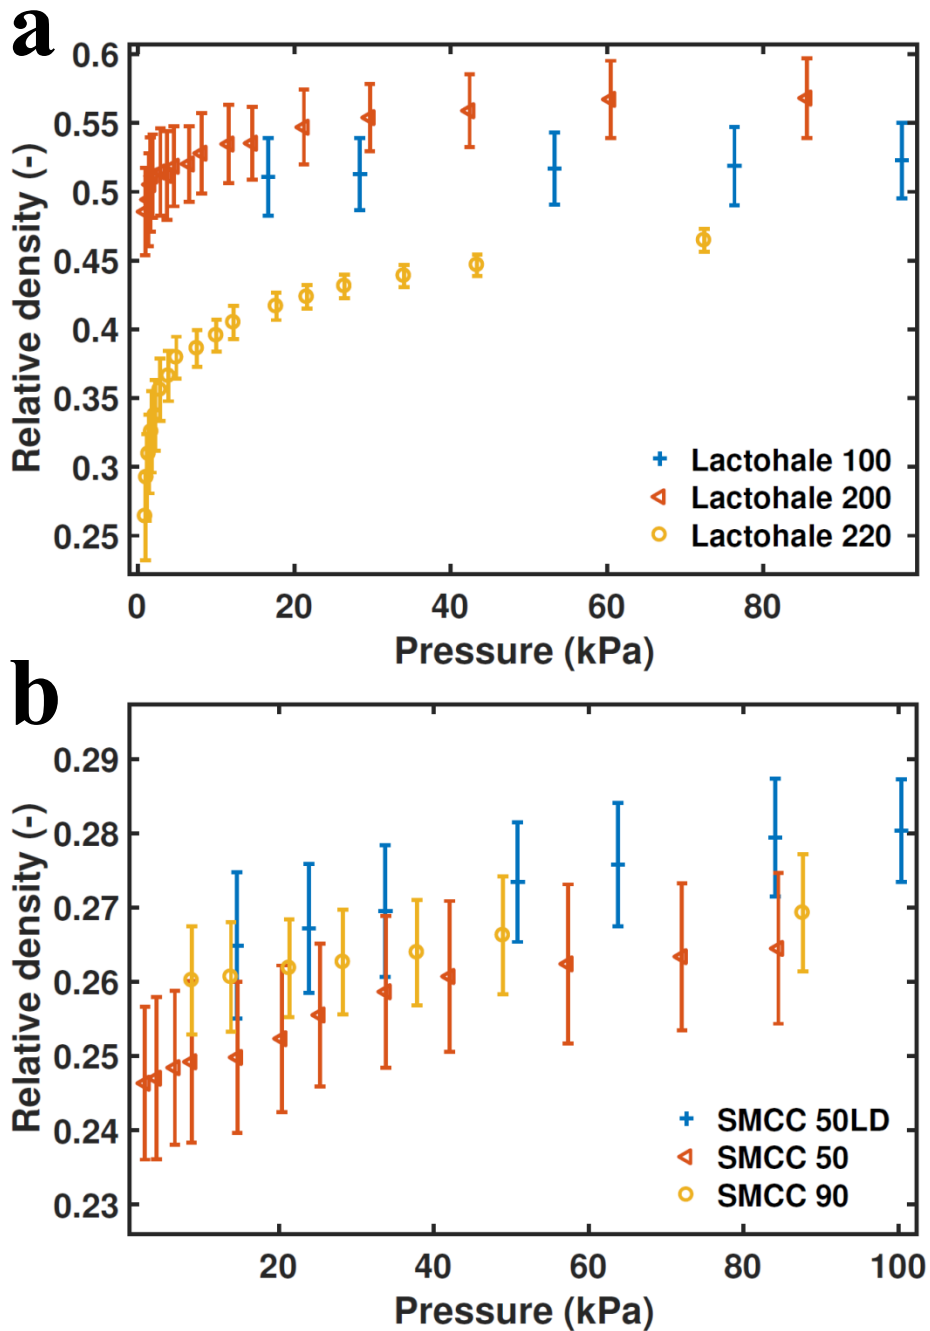 a
0.6
0.55
0.5
0.45
0.4
0.35
0.3
0.25
Relative density (-)
Lactohale 100
Lactohale 200
Lactohale 220
0 20 40 60 80
Pressure (kPa)
b
0.29
0.28
0.27
0.26
0.25
0.24
0.23
Relative density (-)
SMCC 50LD
SMCC 50
SMCC 90
20 40 60 80 100
Pressure (kPa)